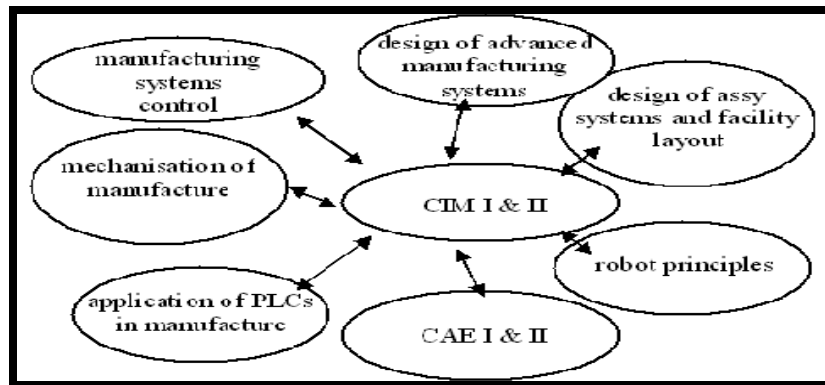 manufacturing
systems
control
design of advanced
manufacturing
systems
design of assy
systems and facility
layout
mechanisation of
manufacture
CIM I & II
robot principles
application of PLCs
in manufacture
CAE I & II